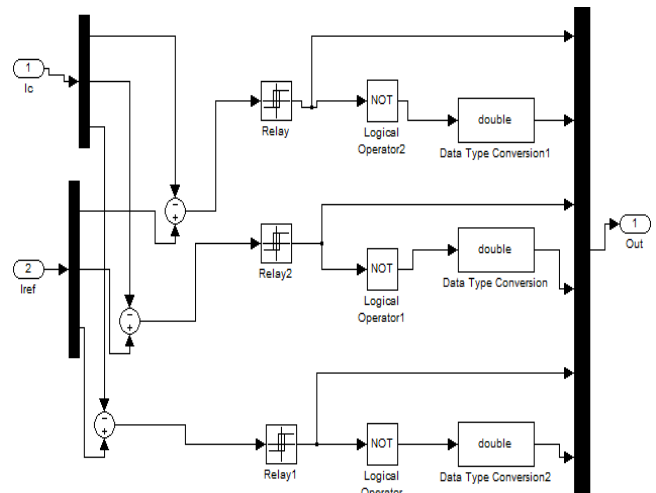 1
Ic
−
+
Relay
NOT
Logical
Operator2
double
Data Type Conversion1
2
Iref
−
+
Relay2
NOT
Logical
Operator1
double
Data Type Conversion
1
Out
−
+
Relay1
NOT
Logical
Operator
double
Data Type Conversion2